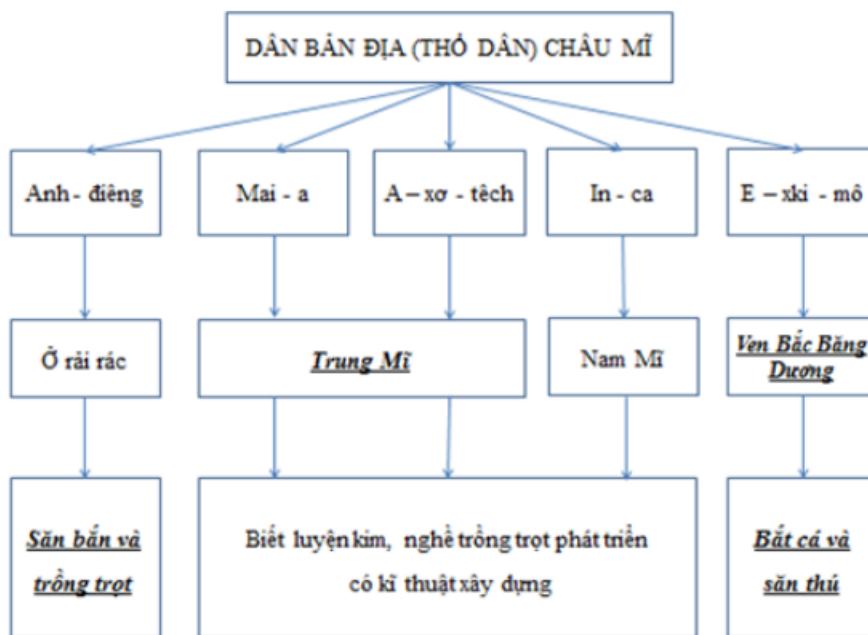 DÂN BẢN ĐỊA (THỔ DÂN) CHÂU MĨ
Anh - điêng
Mai - a
A – xơ - têch
In - ca
E – xki - mô
Ở rải rác
Trung Mĩ
Nam Mĩ
Ven Bắc Băng
Dương
Săn bắn và
trồng trọt
Biết luyện kim, nghề trồng trọt phát triển
có kĩ thuật xây dựng
Bắt cá và
săn thú